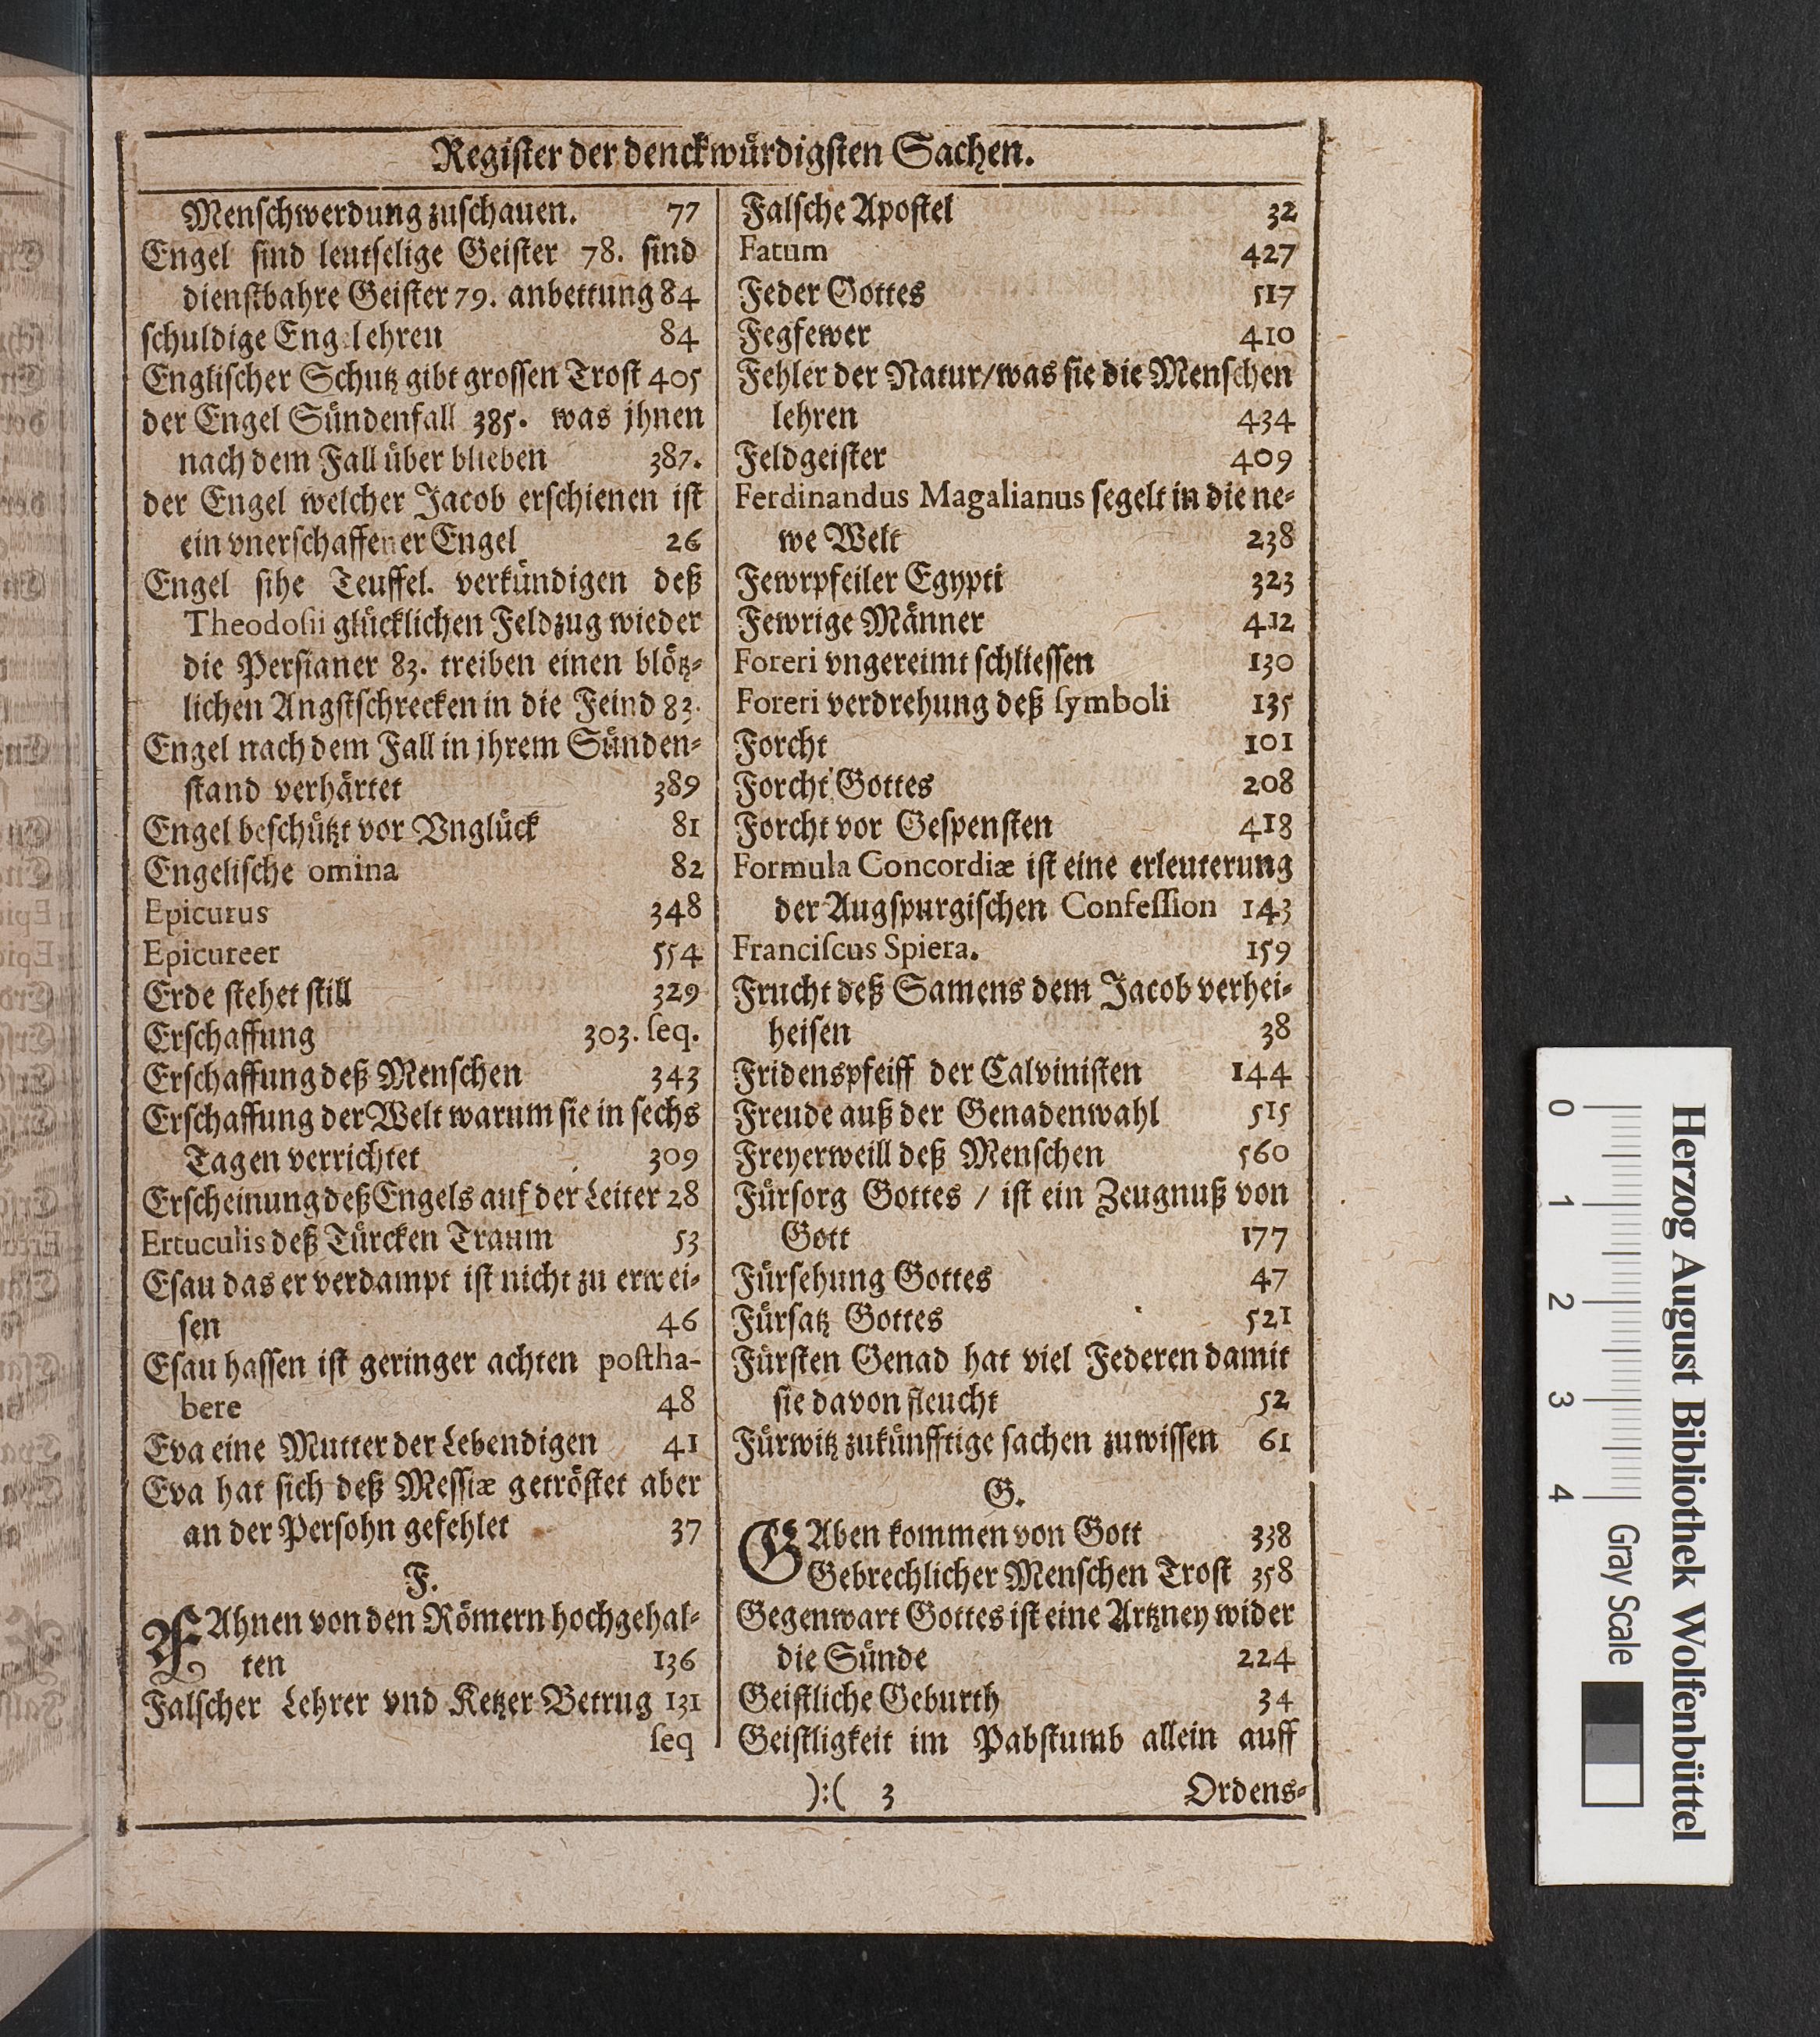 Register der denckwürdigsten Sachen.
Menschwerdung zuschauen. 77
Engel sind leutselige Geister 78. sind
dienstbahre Geister 79. anbettung 84
schuldige Eng lehren 84
Englischer Schutz gibt grossen Trost 405
der Engel Sündenfall 385. was jhnen
nach dem Fall über blieben 387.
der Engel welcher Jacob erschienen ist
ein vnerschaffener Engel 26
Engel sihe Teuffel. verkündigen deß
Theodosii glücklichen Feldzug wieder
die Persianer 83. treiben einen blötz-
lichen Angstschrecken in die Feind 83.
Engel nach dem Fall in jhrem Sünden-
stand verhärtet 389
Engel beschützt vor Vnglück 81
Engelische omina 82
Epicurus 348
Epicureer 554
Erde stehet still 329
Erschaffung 303. seq.
Erschaffung deß Menschen 343
Erschaffung der Welt warum sie in sechs
Tagen verrichtet 309
Erscheinung deß Engels auf der Leiter 28
Ertuculis deß Türcken Traum 53
Esau das er verdampt ist nicht zu erwei-
sen 46
Esau hassen ist geringer achten postha-
bere 48
Eva eine Mutter der Lebendigen 41
Eva hat sich deß Messiæ getröstet aber
an der Persohn gefehlet 37
F.
FAhnen von den Römern hochgehal-
ten 136
Falscher Lehrer vnd Ketzer Betrug 131
seq
Falsche Apostel 32
Fatum 427
Feder Gottes 517
Fegfewer 410
Fehler der Natur/was sie die Menschen
lehren 434
Feldgeister 409
Ferdinandus Magalianus segelt in die ne-
we Welt 238
Fewrpfeiler Egypti 323
Fewrige Männer 412
Foreri vngereimt schliessen 130
Foreri verdrehung deß symboli 135
Forcht 101
Forcht Gottes 208
Forcht vor Gespensten 418
Formula Concordiæ ist eine erleuterung
der Augspurgischen Confession 143
Franciscus Spiera. 159
Frucht deß Samens dem Jacob verhei-
heisen 38
Fridenspfeiff der Calvinisten 144
Freude auß der Genadenwahl 515
Freyerweill deß Menschen 560
Fürsorg Gottes / ist ein Zeugnuß von
Gott 177
Fürsehung Gottes 47
Fürsatz Gottes 521
Fürsten Genad hat viel Federen damit
sie davon fleucht 52
Fürwitz zukünfftige sachen zuwissen 61
G.
GAben kommen von Gott 338
Gebrechlicher Menschen Trost 358
Gegenwart Gottes ist eine Artzney wider
die Sünde 224
Geistliche Geburth 34
Geistligkeit im Pabstumb allein auff
):( 3 Ordens-
Herzog August Bibliothek Wolfenbüttel
0 1 2 3 4 Gray Scale